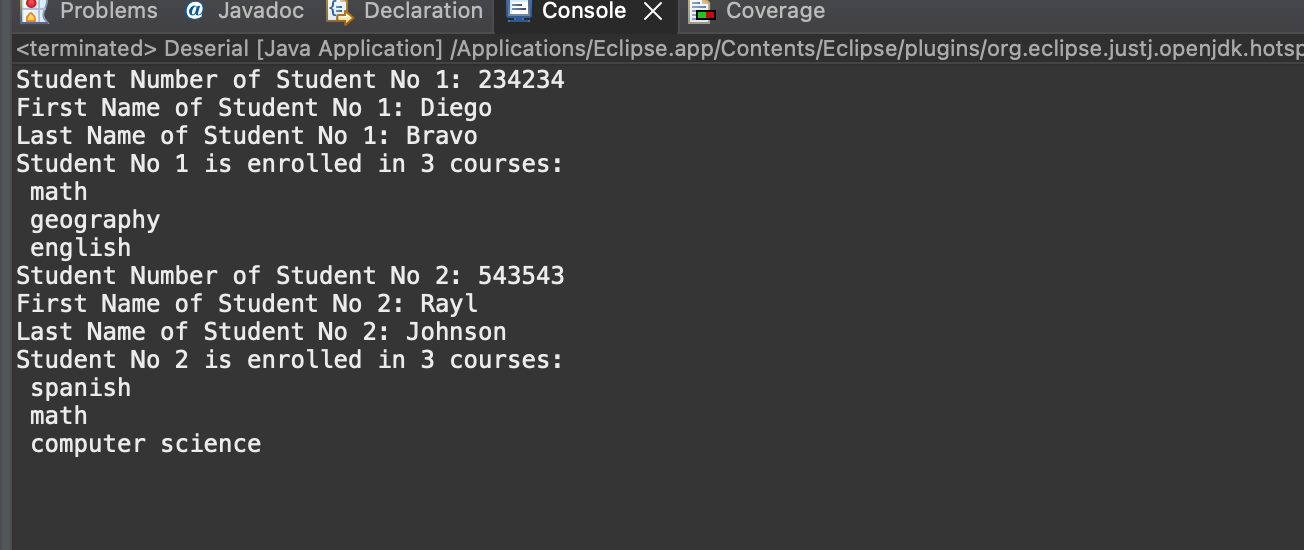 Problems @ Javadoc Declaration Console Coverage
<terminated> Deserial [Java Application] /Applications/Eclipse.app/Contents/Eclipse/plugins/org.eclipse.justj.openjdk.hotsp
Student Number of Student No 1: 234234
First Name of Student No 1: Diego
Last Name of Student No 1: Bravo
Student No 1 is enrolled in 3 courses:
 math
 geography
 english
Student Number of Student No 2: 543543
First Name of Student No 2: Rayl
Last Name of Student No 2: Johnson
Student No 2 is enrolled in 3 courses:
 spanish
 math
 computer science